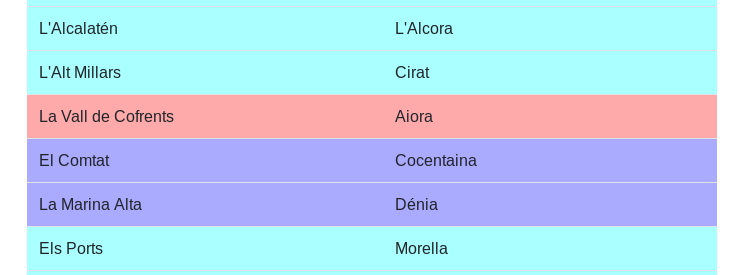 L'Alcalatén L'Alcora
L'Alt Millars Cirat
La Vall de Cofrents Aiora
El Comtat Cocentaina
La Marina Alta Dénia
Els Ports Morella